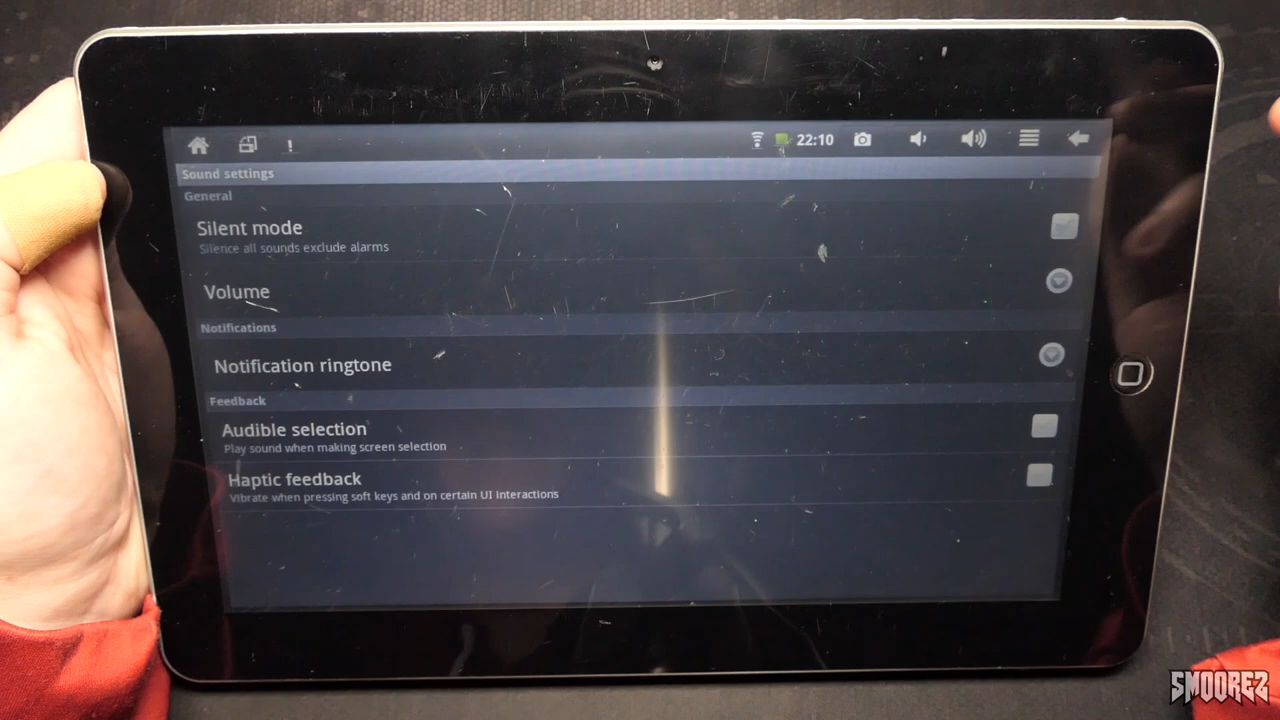 22:10
Sound settings
General
Silent mode
Silence all sounds exclude alarms
Volume
Notifications
Notification ringtone
Feedback
Audible selection
Play sound when making screen selection
Haptic feedback
Vibrate when pressing soft keys and on certain UI interactions
SMOOREZ